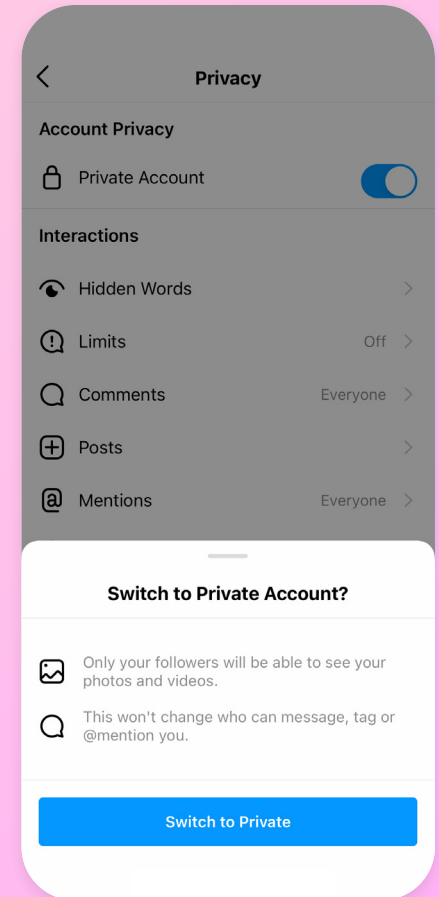 Privacy
Account Privacy
Private Account
Interactions
Hidden Words
Limits Off
Comments Everyone
Posts
Mentions Everyone
Switch to Private Account?
Only your followers will be able to see your
photos and videos.
This won't change who can message, tag or
@mention you.
Switch to Private